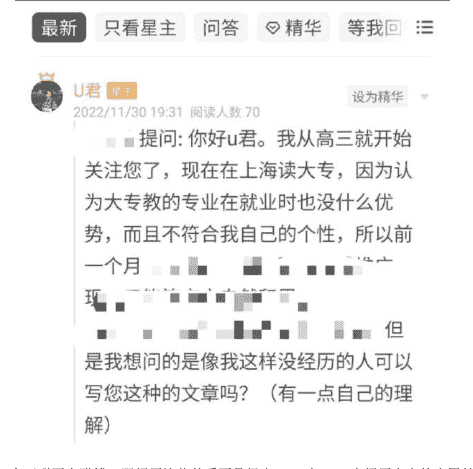 最新 只看星主 问答 精华 等我回
U君 星主
2022/11/30 19:31 阅读人数 70
设为精华
提问: 你好u君。我从高三就开始
关注您了，现在在上海读大专，因为认
为大专教的专业在就业时也没什么优
势，而且不符合我自己的个性，所以前
一个月
现
但
是我想问的是像我这样没经历的人可以
写您这种的文章吗？（有一点自己的理
解）